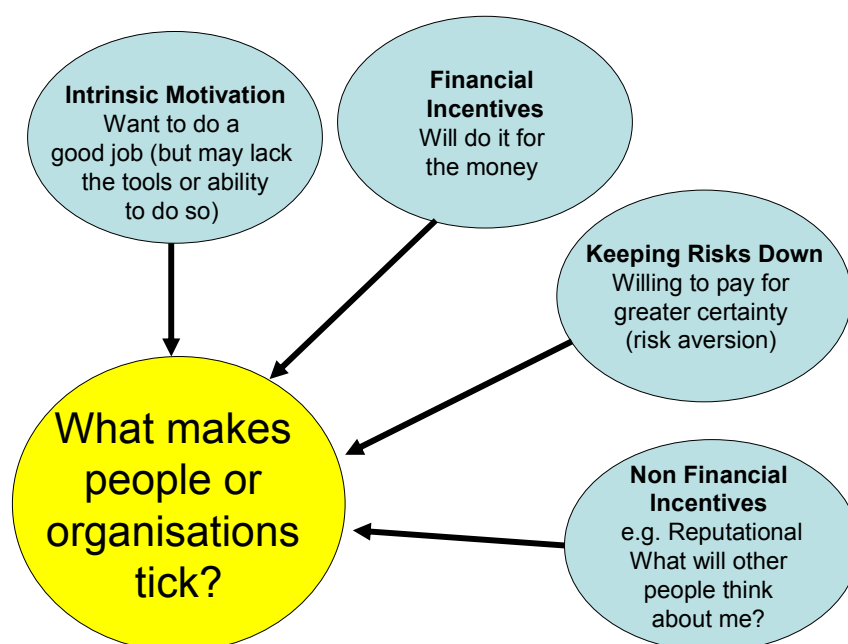 Intrinsic Motivation
Want to do a
good job (but may lack
the tools or ability
to do so)
Financial
Incentives
Will do it for
the money
Keeping Risks Down
Willing to pay for
greater certainty
(risk aversion)
What makes
people or
organisations
tick?
Non Financial
Incentives
e.g. Reputational
What will other
people think
about me?